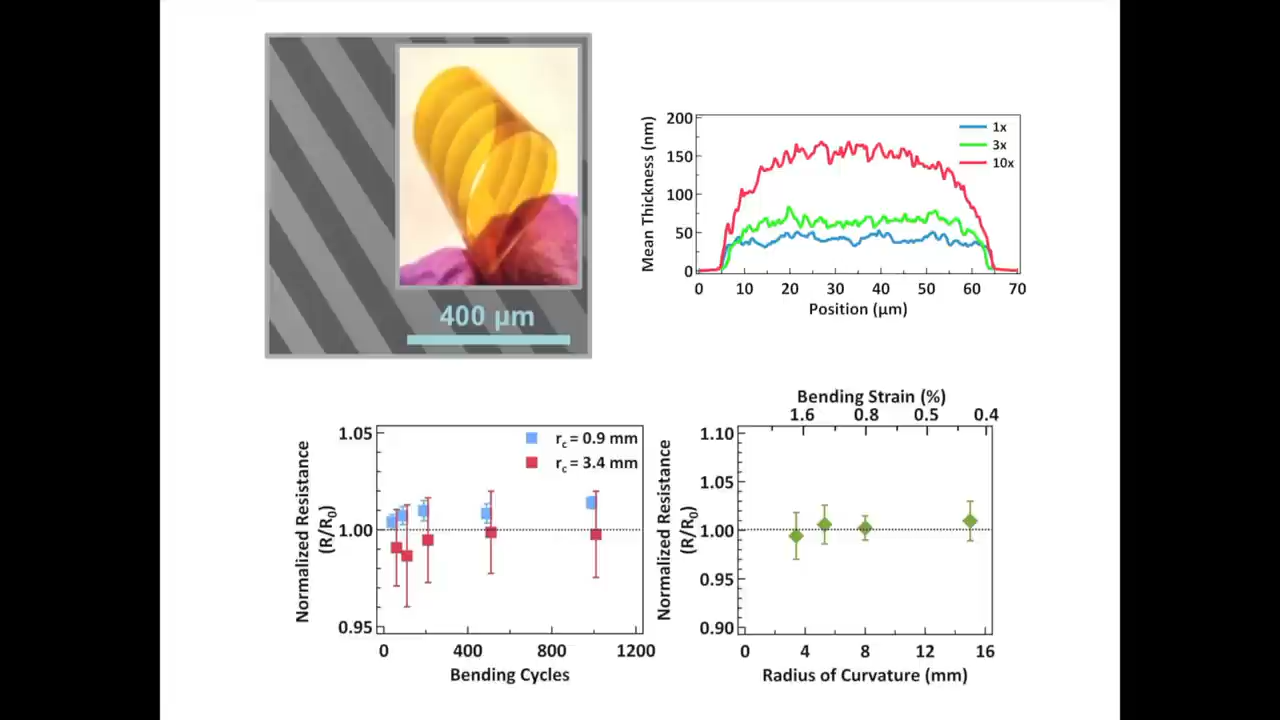 400 µm
200
150
100
50
0
Mean Thickness (nm)
1x
3x
10x
0 10 20 30 40 50 60 70
Position (µm)
1.05
1.00
0.95
Normalized Resistance
(R/R0)
rc = 0.9 mm
rc = 3.4 mm
0 400 800 1200
Bending Cycles
Bending Strain (%)
1.6 0.8 0.5 0.4
1.10
1.05
1.00
0.95
0.90
Normalized Resistance
(R/R0)
0 4 8 12 16
Radius of Curvature (mm)